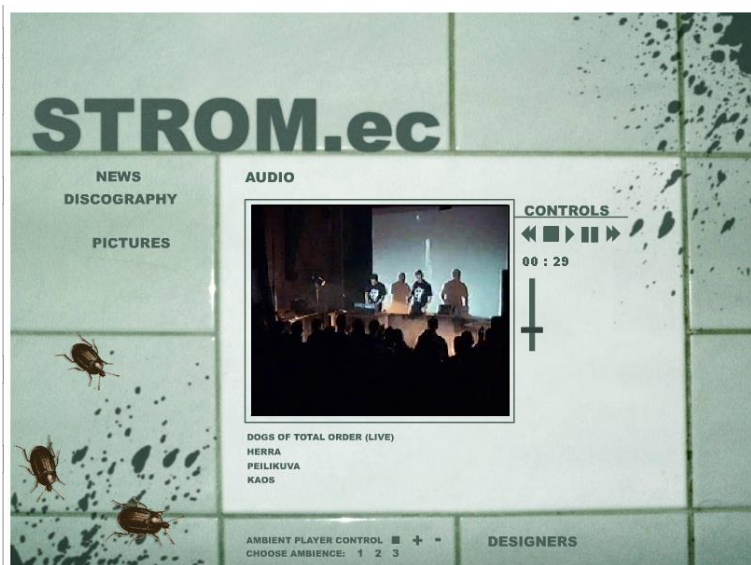 STROM.ec
NEWS
DISCOGRAPHY
PICTURES
AUDIO
CONTROLS
00 : 29
DOGS OF TOTAL ORDER (LIVE)
HERRA
PEILIKUVA
KAOS
AMBIENT PLAYER CONTROL ■ + -
CHOOSE AMBIENCE: 1 2 3
DESIGNERS